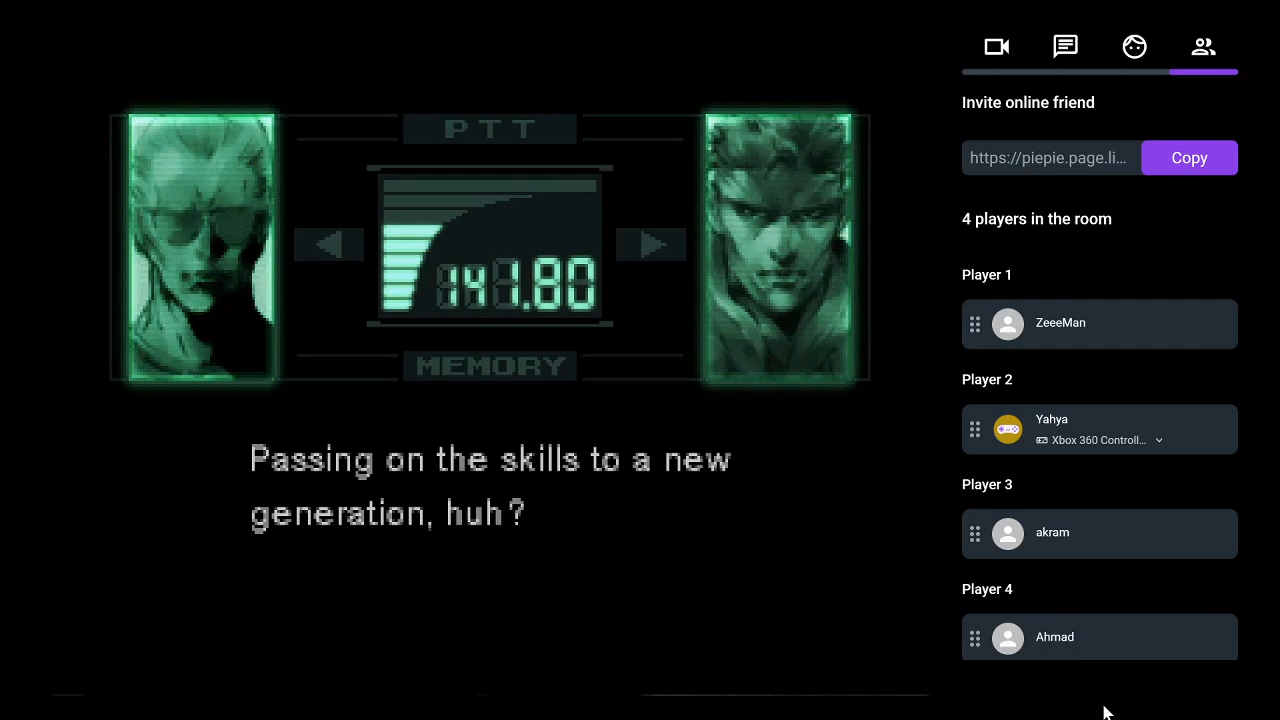 PTT
141.80
MEMORY
Passing on the skills to a new
generation, huh?
Invite online friend
https://piepie.page.li...
Copy
4 players in the room
Player 1
ZeeeMan
Player 2
Yahya
Xbox 360 Controll...
Player 3
akram
Player 4
Ahmad